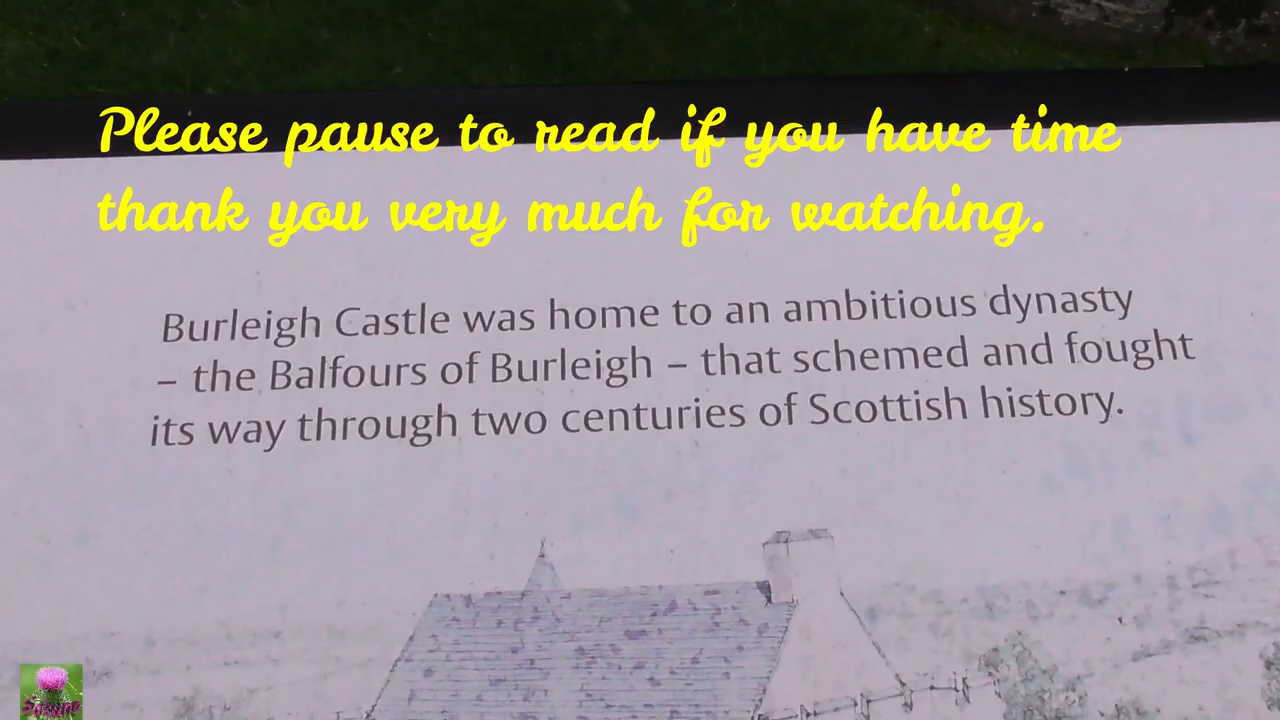 Please pause to read if you have time
thank you very much for watching.
Burleigh Castle was home to an ambitious dynasty
– the Balfours of Burleigh – that schemed and fought
its way through two centuries of Scottish history.